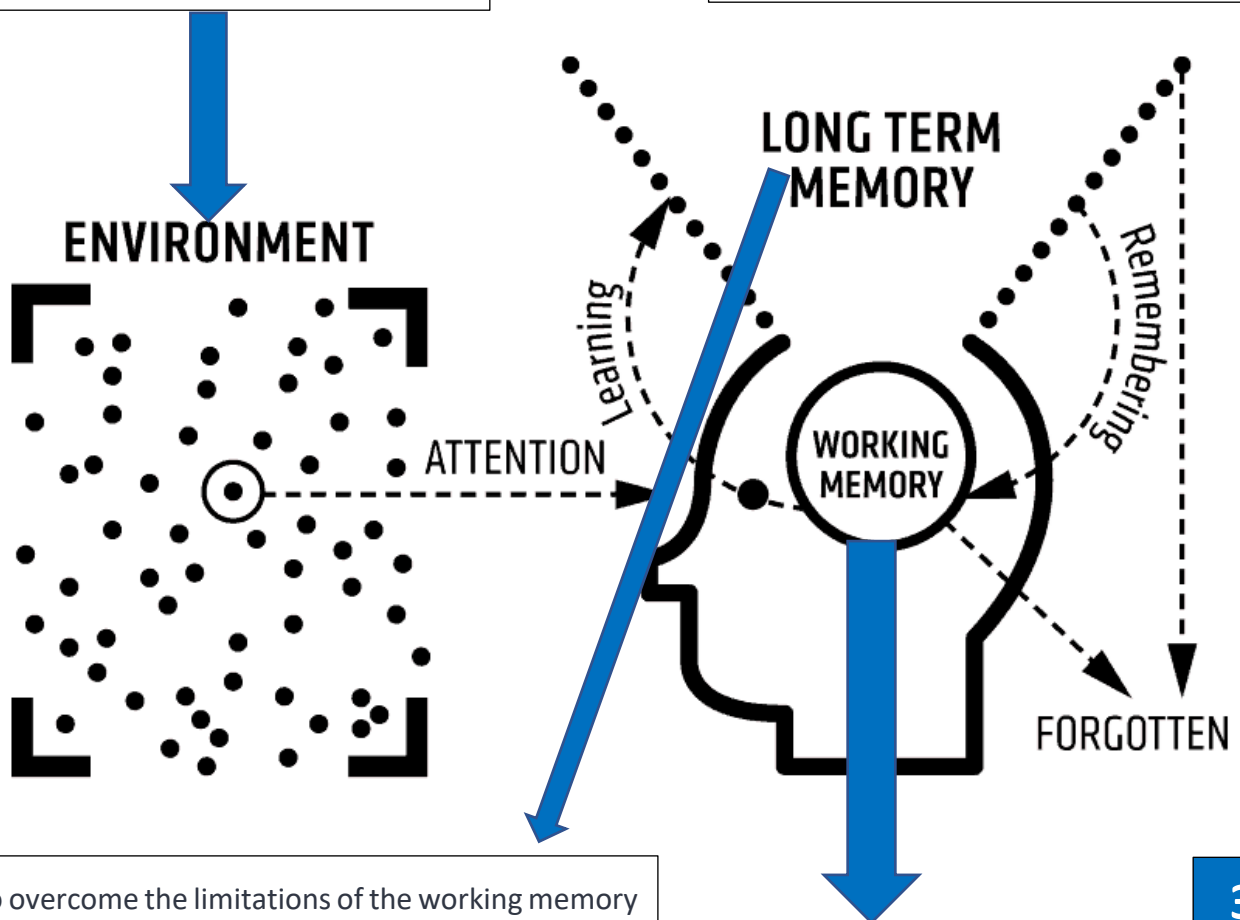 LONG TERM
MEMORY
ENVIRONMENT
Learning
Remembering
ATTENTION
WORKING
MEMORY
FORGOTTEN
overcome the limitations of the working memory
3